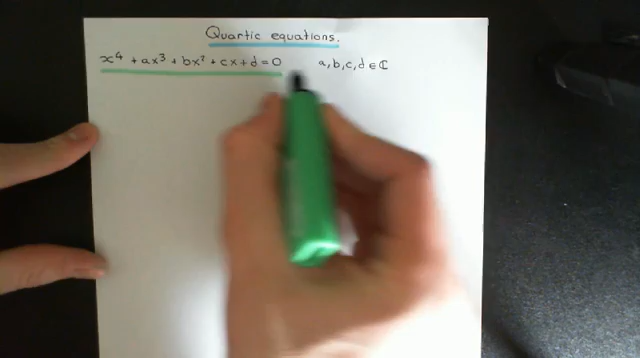 Quartic equations.
x⁴ + ax³ + bx² + cx + d = 0 a,b,c,d ∈ ℂ